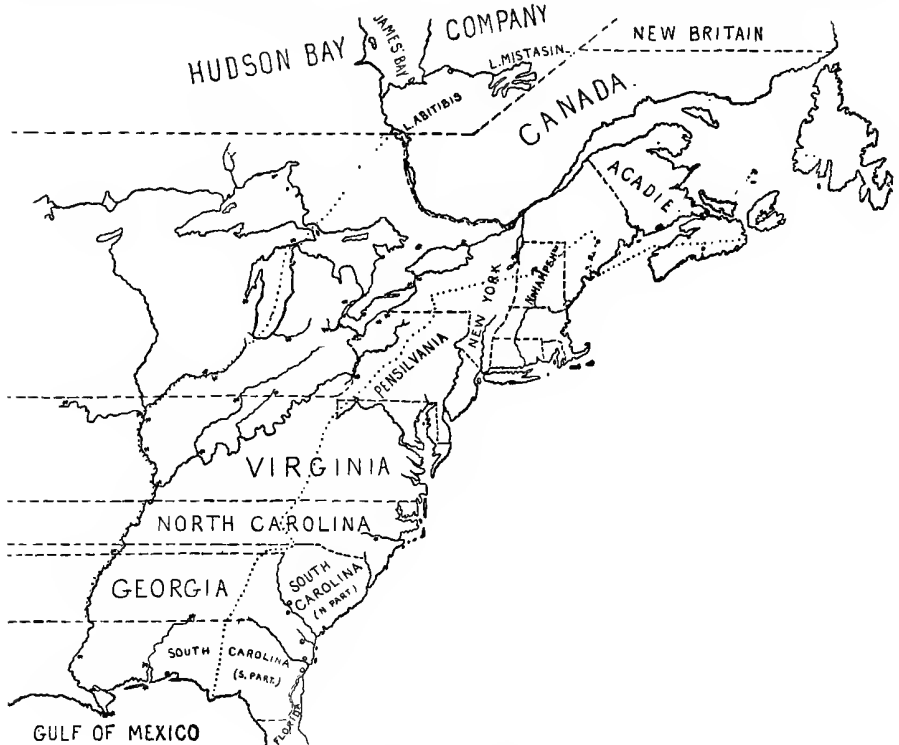 HUDSON BAY COMPANY
JAMES' BAY
NEW BRITAIN
L. MISTASIN
L. ABITIBIS
CANADA.
ACADIE
NEW YORK
PENSILVANIA
VIRGINIA
NORTH CAROLINA
GEORGIA
SOUTH
CAROLINA
(N PART)
SOUTH CAROLINA
(S. PART.)
FLORIDA
GULF OF MEXICO